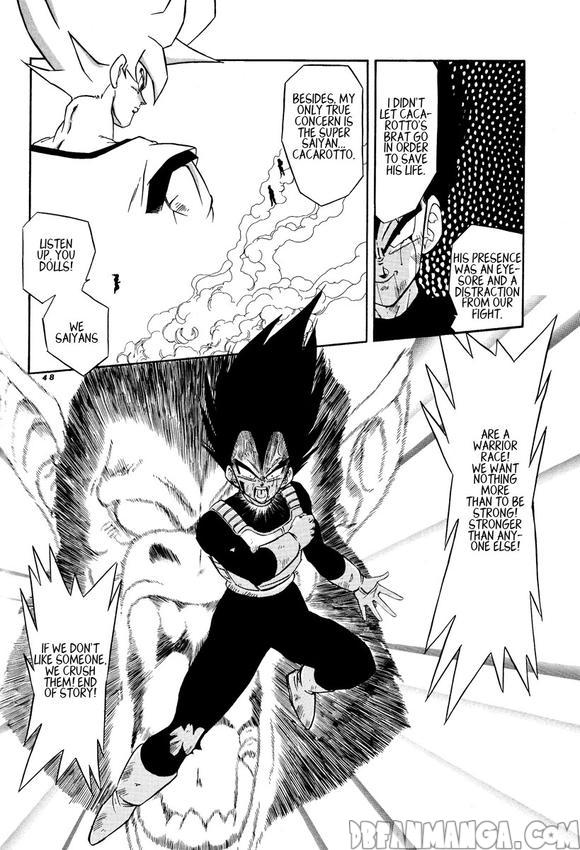 I DIDN'T
LET CACA-
ROTTO'S
BRAT GO IN
ORDER TO
SAVE
HIS LIFE.
HIS PRESENCE
WAS AN EYE-
SORE AND A
DISTRACTION
FROM OUR
FIGHT.
BESIDES, MY
ONLY TRUE
CONCERN IS
THE SUPER
SAIYAN...
CACAROTTO.
LISTEN
UP, YOU
DOLLS!
WE
SAIYANS
48
ARE A
WARRIOR
RACE!
WE WANT
NOTHING
MORE
THAN TO BE
STRONG!
STRONGER
THAN ANY-
ONE ELSE!
IF WE DON'T
LIKE SOMEONE,
WE CRUSH
THEM! END
OF STORY!
DBFANMANGA.COM